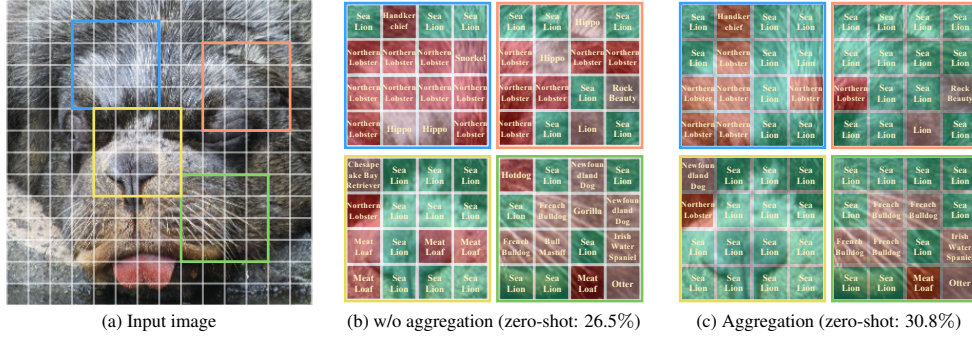 Sea
Lion
Handker
chief
Sea
Lion
Sea
Lion
Northern
Lobster
Northern
Lobster
Northern
Lobster
Snorkel
Northern
Lobster
Northern
Lobster
Northern
Lobster
Northern
Lobster
Northern
Lobster
Hippo
Hippo
Northern
Lobster
Sea
Lion
Sea
Lion
Hippo
Sea
Lion
Northern
Lobster
Hippo
Northern
Lobster
Northern
Lobster
Northern
Lobster
Northern
Lobster
Sea
Lion
Rock
Beauty
Northern
Lobster
Sea
Lion
Lion
Sea
Lion
Chesape
ake Bay
Retriever
Sea
Lion
Sea
Lion
Sea
Lion
Northern
Lobster
Sea
Lion
Sea
Lion
Sea
Lion
Meat
Loaf
Sea
Lion
Meat
Loaf
Meat
Loaf
Meat
Loaf
Sea
Lion
Sea
Lion
Sea
Lion
Hotdog
Sea
Lion
Newfou
ndland
Dog
Sea
Lion
Sea
Lion
French
Bulldog
Gorilla
Newfou
ndland
Dog
French
Bulldog
Bull
Mastiff
Sea
Lion
Irish
Water
Spaniel
Sea
Lion
Sea
Lion
Meat
Loaf
Otter
Sea
Lion
Handker
chief
Sea
Lion
Sea
Lion
Sea
Lion
Northern
Lobster
Sea
Lion
Sea
Lion
Northern
Lobster
Northern
Lobster
Sea
Lion
Northern
Lobster
Northern
Lobster
Northern
Lobster
Sea
Lion
Sea
Lion
Sea
Lion
Sea
Lion
Sea
Lion
Sea
Lion
Sea
Lion
Sea
Lion
Sea
Lion
Sea
Lion
Northern
Lobster
Sea
Lion
Sea
Lion
Rock
Beauty
Sea
Lion
Sea
Lion
Lion
Sea
Lion
Newfou
ndland
Dog
Sea
Lion
Sea
Lion
Sea
Lion
Northern
Lobster
Sea
Lion
Sea
Lion
Sea
Lion
Sea
Lion
Sea
Lion
Sea
Lion
Sea
Lion
Sea
Lion
Sea
Lion
Sea
Lion
Sea
Lion
Sea
Lion
Sea
Lion
Sea
Lion
Sea
Lion
Sea
Lion
French
Bulldog
French
Bulldog
Sea
Lion
French
Bulldog
French
Bulldog
Sea
Lion
Irish
Water
Spaniel
Sea
Lion
Sea
Lion
Meat
Loaf
Otter
(a) Input image
(b) w/o aggregation (zero-shot: 26.5%)
(c) Aggregation (zero-shot: 30.8%)